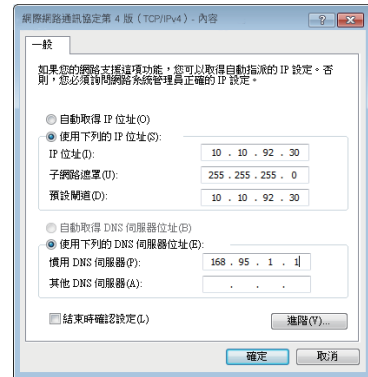 網際網路通訊協定第 4 版（TCP/IPv4）- 內容
一般
如果您的網路支援這項功能，您可以取得自動指派的 IP 設定。否
則，您必須詢問網路系統管理員正確的 IP 設定。
自動取得 IP 位址(O)
使用下列的 IP 位址(S):
IP 位址(I): 10 . 10 . 92 . 30
子網路遮罩(U): 255 . 255 . 255 . 0
預設閘道(D): 10 . 10 . 92 . 30
自動取得 DNS 伺服器位址(B)
使用下列的 DNS 伺服器位址(E):
慣用 DNS 伺服器(P): 168 . 95 . 1 . 1
其他 DNS 伺服器(A): . . .
結束時確認設定(L)
進階(V)...
確定 取消